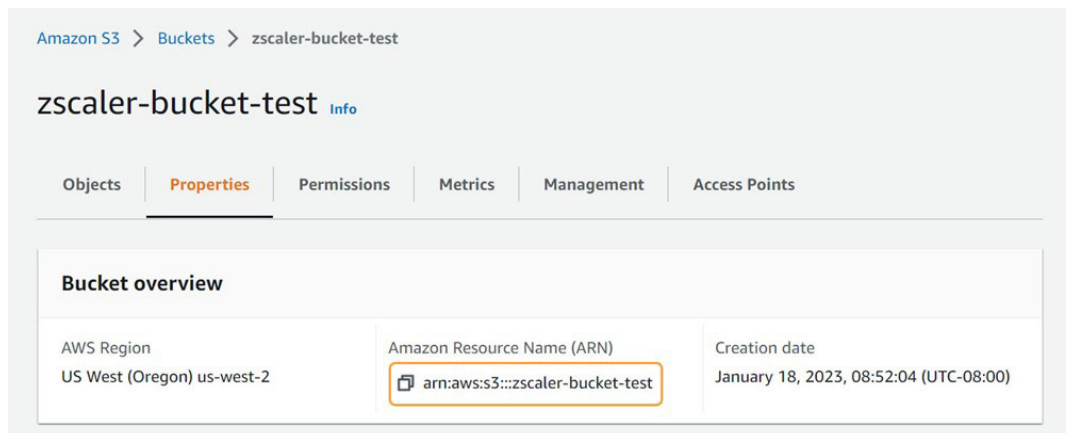 Amazon S3 > Buckets > zscaler-bucket-test
zscaler-bucket-test Info
Objects Properties Permissions Metrics Management Access Points
Bucket overview
AWS Region
US West (Oregon) us-west-2
Amazon Resource Name (ARN)
arn:aws:s3:::zscaler-bucket-test
Creation date
January 18, 2023, 08:52:04 (UTC-08:00)